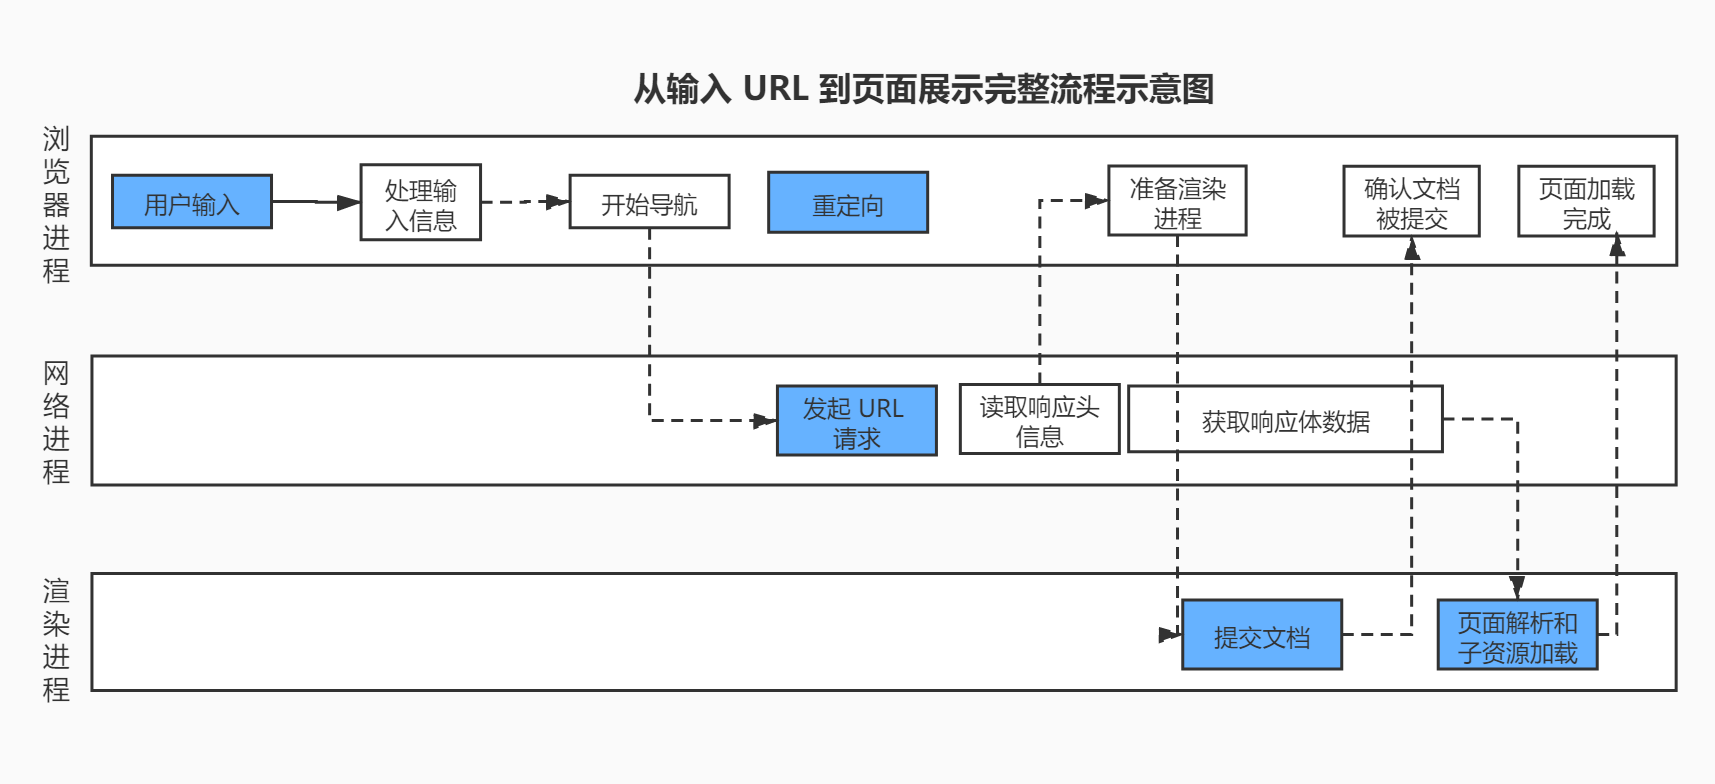 从输入 URL 到页面展示完整流程示意图
浏
览
器
进
程
用户输入
处理输
入信息
开始导航
重定向
准备渲染
进程
确认文档
被提交
页面加载
完成
网
络
进
程
发起 URL
请求
读取响应头
信息
获取响应体数据
渲
染
进
程
提交文档
页面解析和
子资源加载